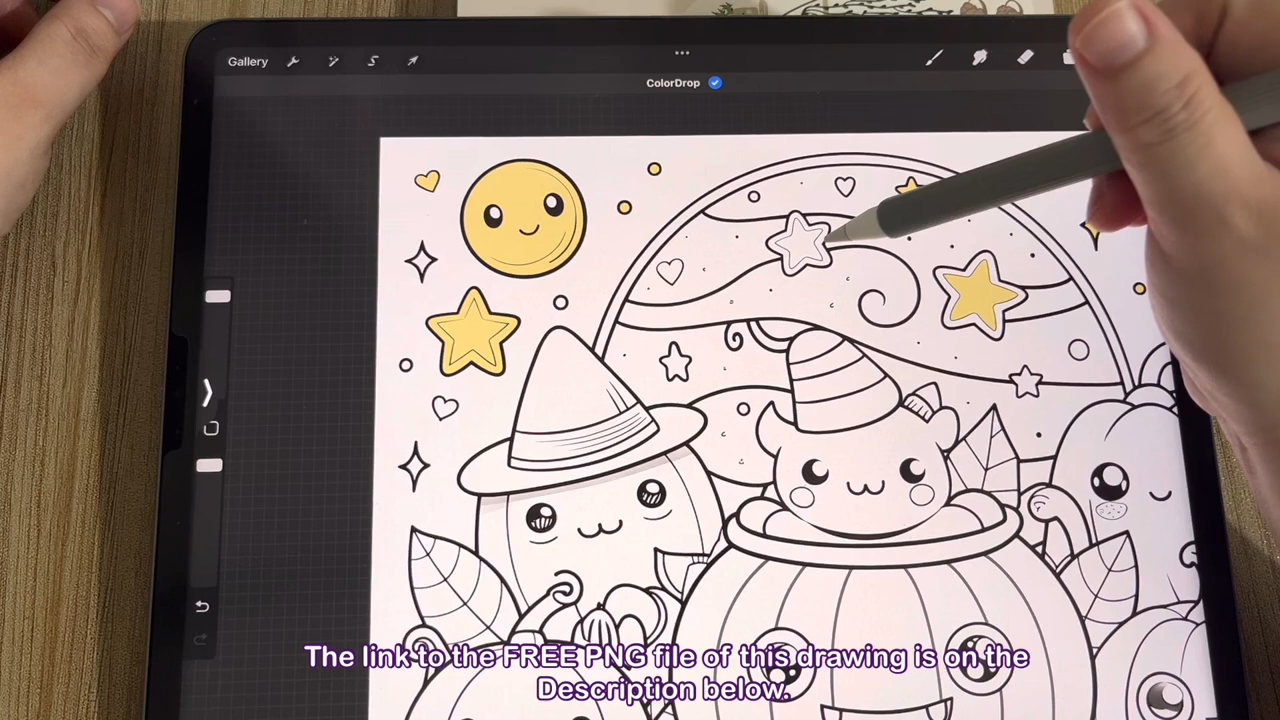 Gallery
ColorDrop
The link to the FREE PNG file of this drawing is on the
Description below.